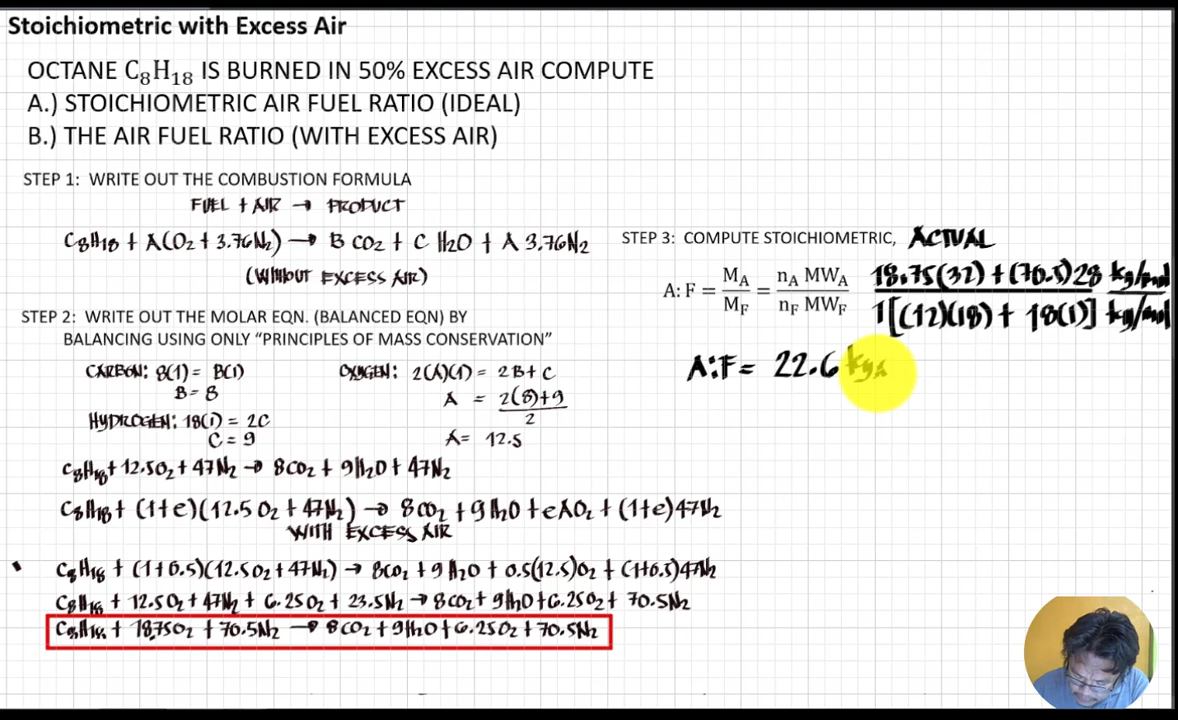 Stoichiometric with Excess Air
OCTANE C₈H₁₈ IS BURNED IN 50% EXCESS AIR COMPUTE
A.) STOICHIOMETRIC AIR FUEL RATIO (IDEAL)
B.) THE AIR FUEL RATIO (WITH EXCESS AIR)
STEP 1: WRITE OUT THE COMBUSTION FORMULA
FUEL + AIR → PRODUCT
C₈H₁₈ + A(O₂ + 3.76N₂) → B CO₂ + C H₂O + A 3.76N₂
(WITHOUT EXCESS AIR)
STEP 2: WRITE OUT THE MOLAR EQN. (BALANCED EQN) BY
BALANCING USING ONLY “PRINCIPLES OF MASS CONSERVATION”
CARBON: 8(1) = B(1)
B = 8
HYDROGEN: 18(1) = 2C
C = 9
OXYGEN: 2(A)(1) = 2B + C
A = 2(8)+9 / 2
A = 12.5
C₈H₁₈ + 12.5O₂ + 47N₂ → 8CO₂ + 9H₂O + 47N₂
C₈H₁₈ + (1+e)(12.5O₂ + 47N₂) → 8CO₂ + 9H₂O + eAO₂ + (1+e)47N₂
WITH EXCESS AIR
C₈H₁₈ + (1+0.5)(12.5O₂ + 47N₂) → 8CO₂ + 9H₂O + 0.5(12.5)O₂ + (1+0.5)47N₂
C₈H₁₈ + 12.5O₂ + 47N₂ + 6.25O₂ + 23.5N₂ → 8CO₂ + 9H₂O + 6.25O₂ + 70.5N₂
C₈H₁₈ + 18.75O₂ + 70.5N₂ → 8CO₂ + 9H₂O + 6.25O₂ + 70.5N₂
STEP 3: COMPUTE STOICHIOMETRIC, ACTUAL
A: F = M_A / M_F = n_A MW_A / n_F MW_F
18.75(32) + (70.5)28 kg/mol
1[(12)(18) + 18(1)] kg/mol
A:F = 22.6 kgA